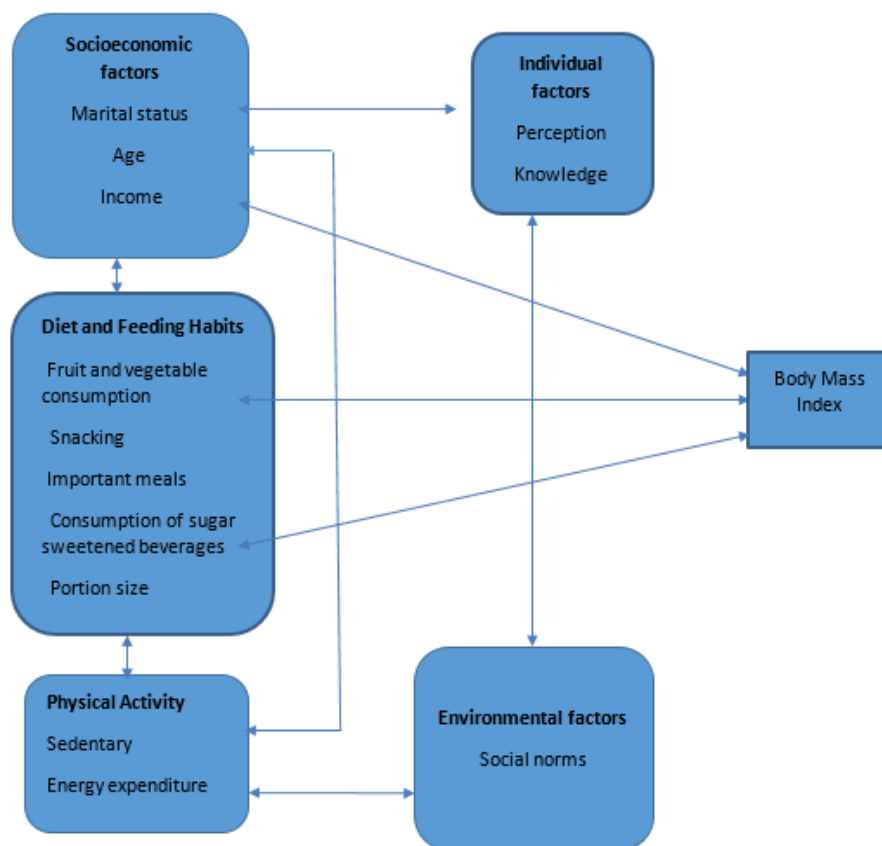 Socioeconomic
factors
Marital status
Age
Income
Individual
factors
Perception
Knowledge
Diet and Feeding Habits
Fruit and vegetable
consumption
Snacking
Important meals
Consumption of sugar
sweetened beverages
Portion size
Body Mass
Index
Physical Activity
Sedentary
Energy expenditure
Environmental factors
Social norms